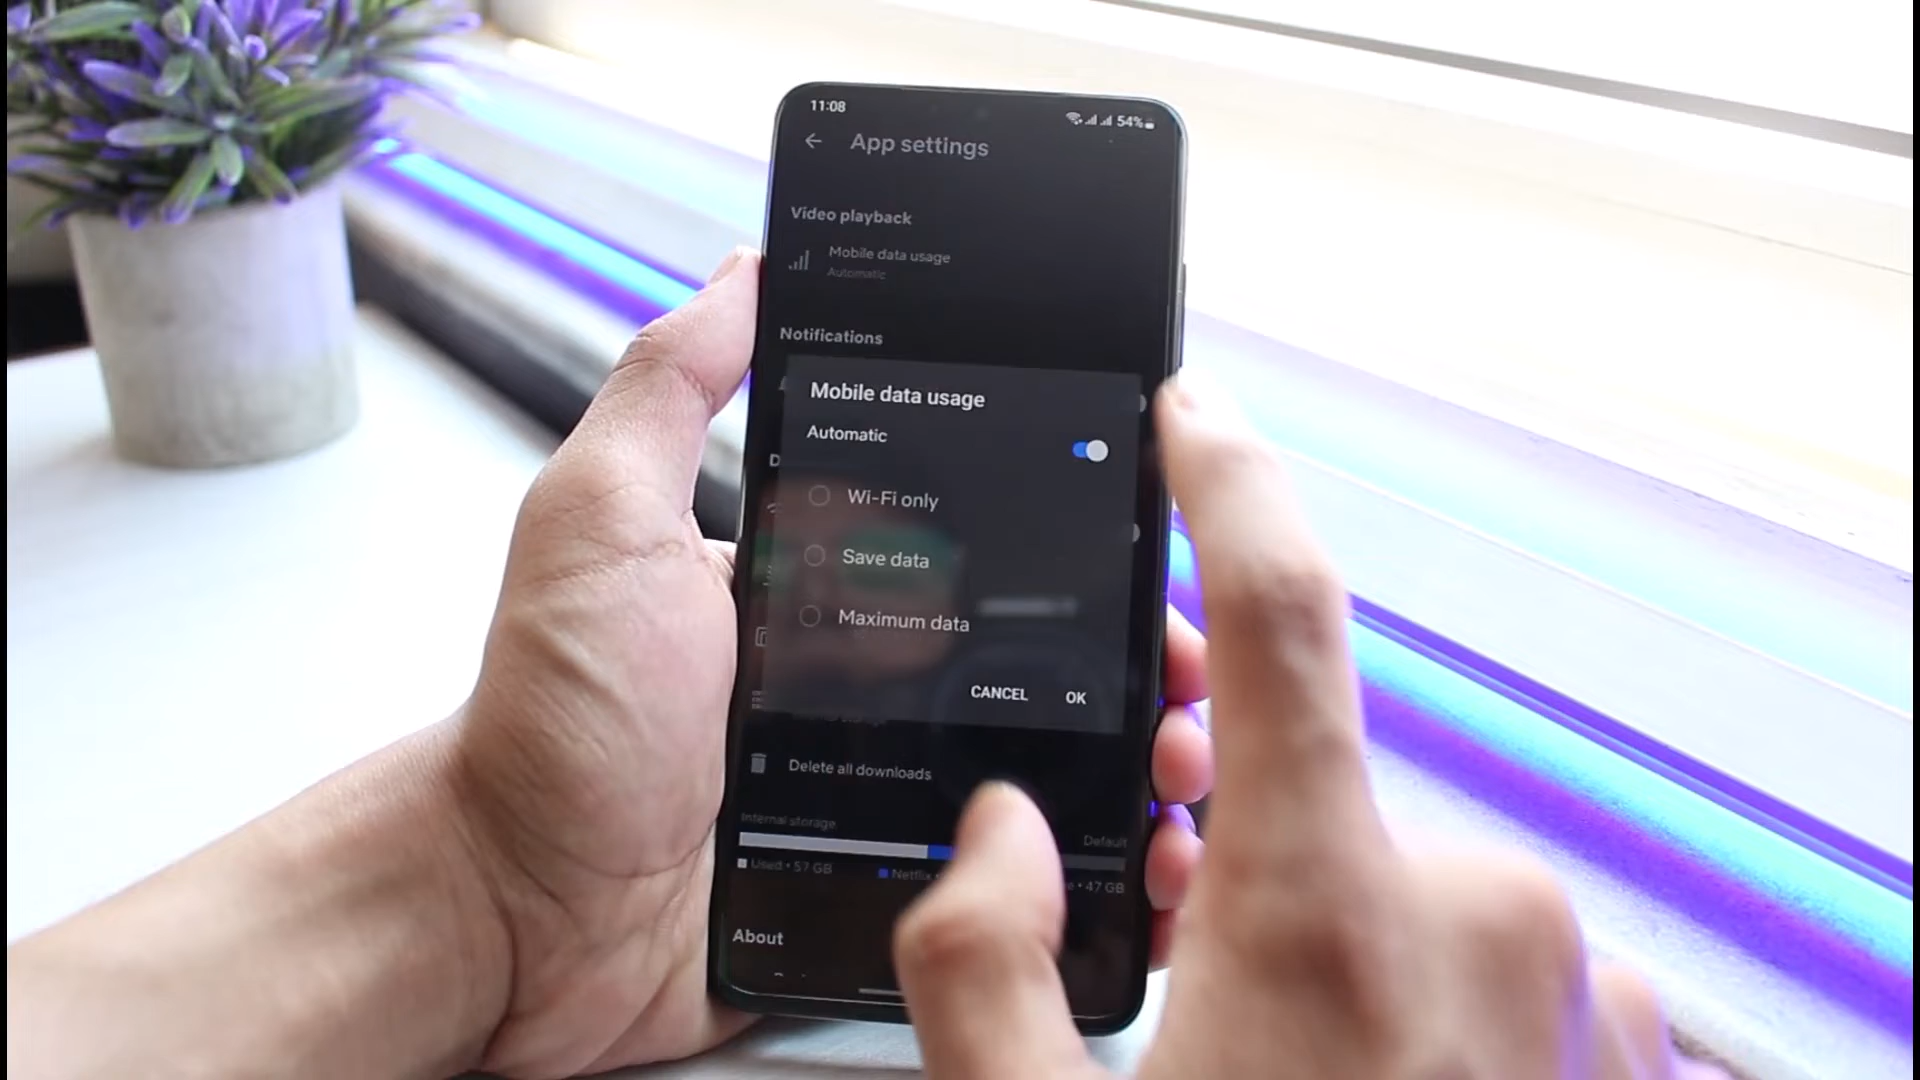 11:08
54%
App settings
Video playback
Mobile data usage
Automatic
Notifications
Mobile data usage
Automatic
Wi-Fi only
Save data
Maximum data
CANCEL
OK
Delete all downloads
Internal storage
Default
Used • 57 GB
Netflix •
• 47 GB
About